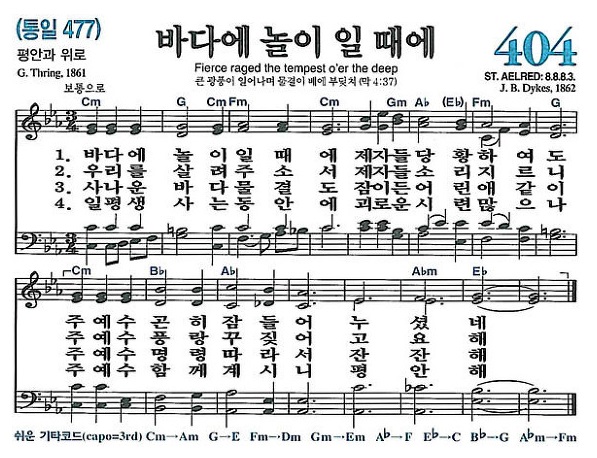 (통일 477)
바다에 놀이 일 때에
404
평안과 위로
Fierce raged the tempest o'er the deep
G. Thring, 1861
큰 광풍이 일어나며 물결이 배에 부딪쳐 (막 4:37)
ST. AELRED: 8.8.8.3.
J. B. Dykes, 1862
보통으로
Cm G Cm Fm Cm Gm Ab (Eb) Fm G
1. 바다에 놀이일때에 제자들당황하여도
2. 우리를 살려주소서 제자들소리지르니
3. 사나운 바다물결도 잠이든어린애같이
4. 일평생 사는동안에 괴로운시련많으나
Cm Bb Ab Abm Eb
주예수 곤히잠들어누셨네
주예수 풍랑꾸짖어고요해
주예수 명령따라서잔잔해
주예수 함께계시니평안해
쉬운 기타코드(capo=3rd) Cm→Am G→E Fm→Dm Gm→Em Ab→F Eb→C Bb→G Abm→Fm